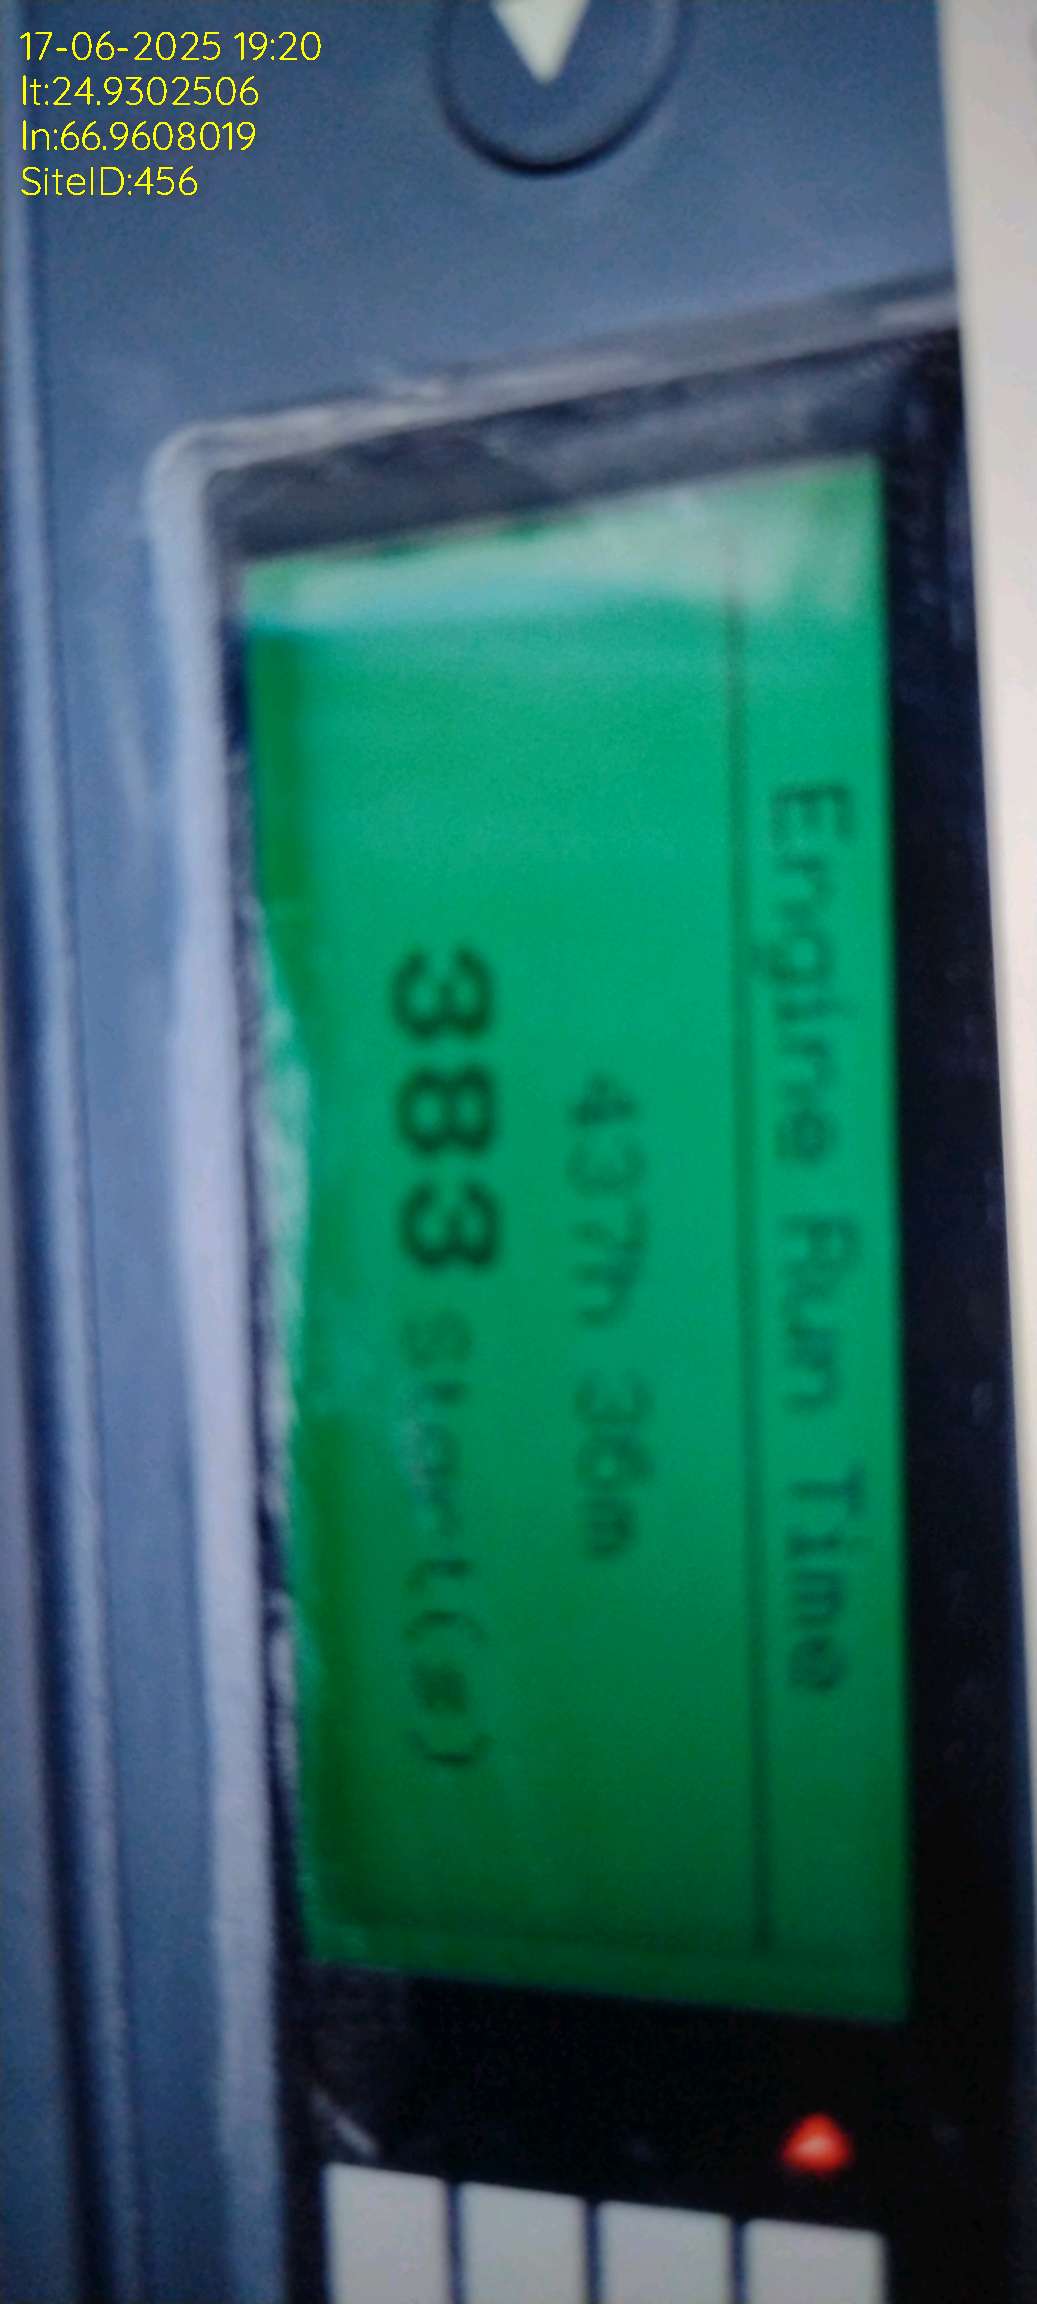 17-06-2025 19:20
lt:24.9302506
ln:66.9608019
SiteID:456
Engine Run Time
437h 36m
383 Start(#)